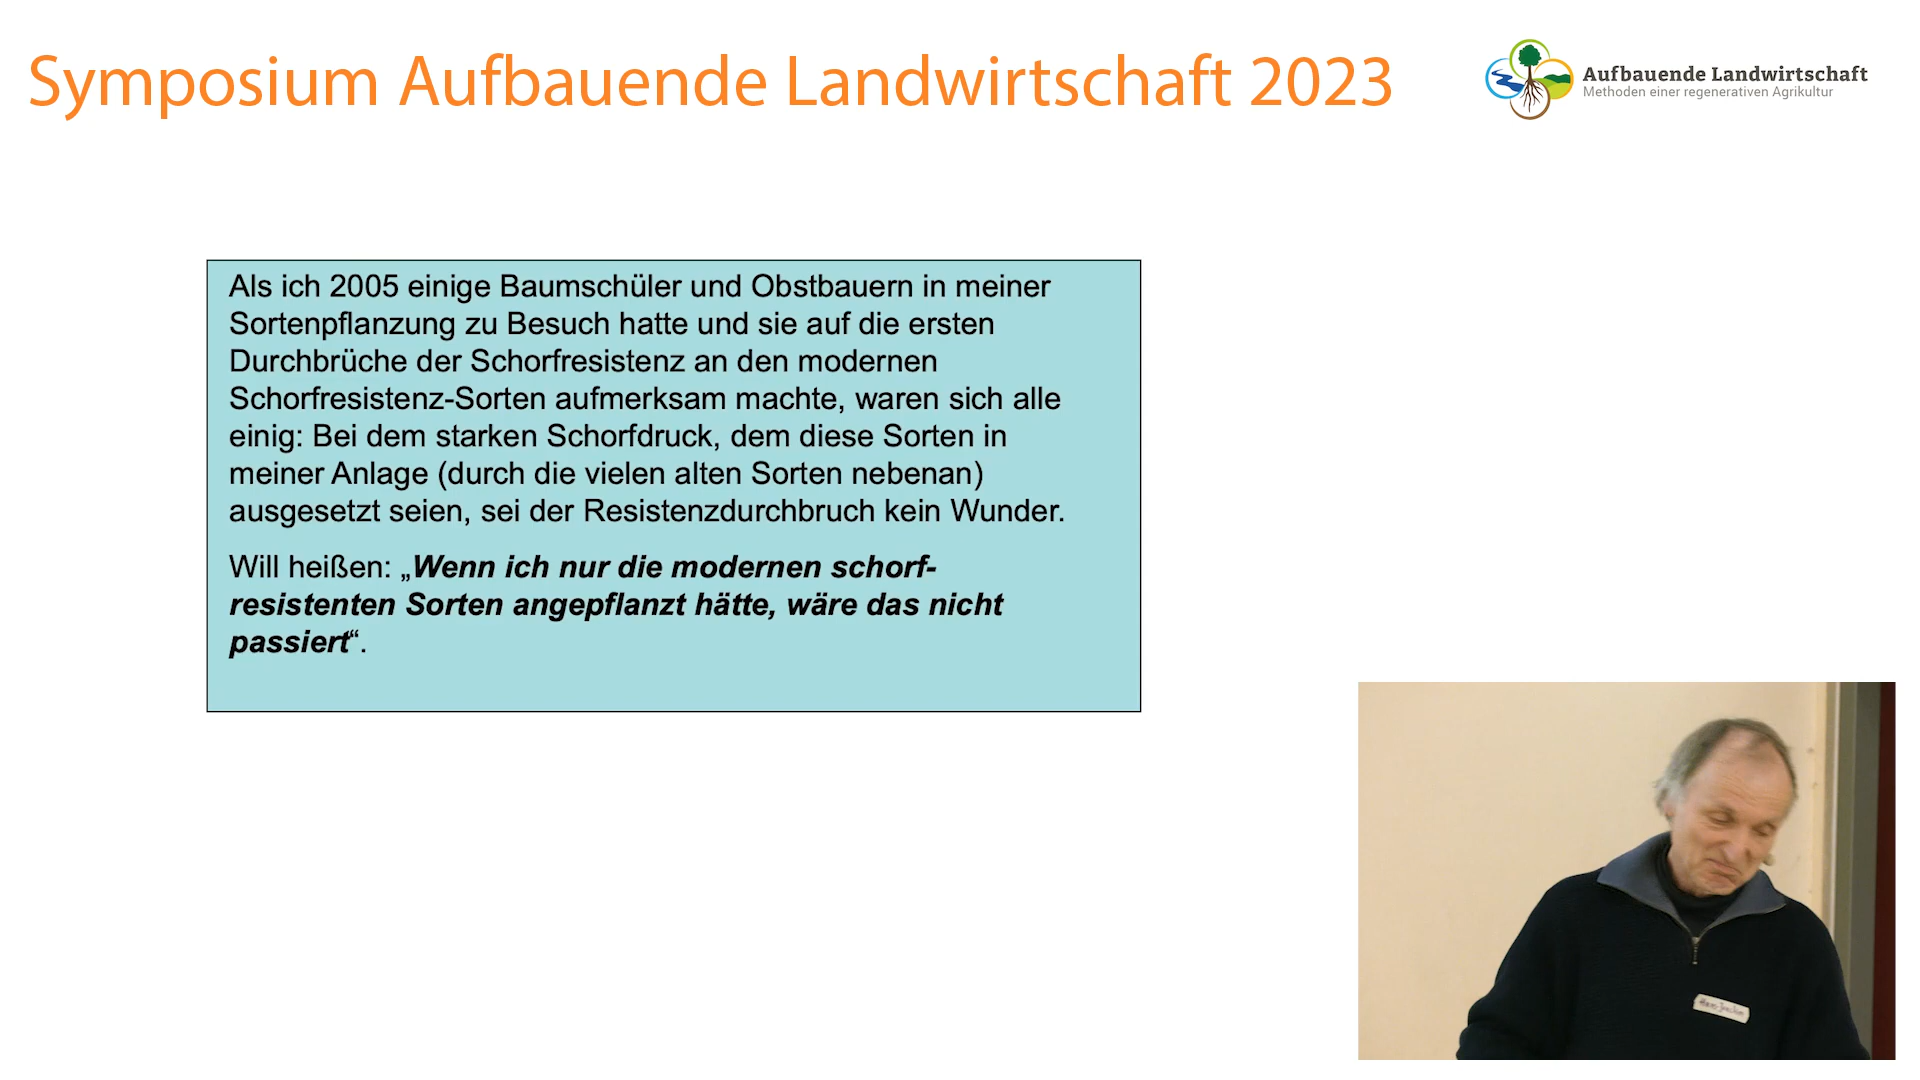 Symposium Aufbauende Landwirtschaft 2023
Aufbauende Landwirtschaft
Methoden einer regenerativen Agrikultur
Als ich 2005 einige Baumschüler und Obstbauern in meiner
Sortenpflanzung zu Besuch hatte und sie auf die ersten
Durchbrüche der Schorfresistenz an den modernen
Schorfresistenz-Sorten aufmerksam machte, waren sich alle
einig: Bei dem starken Schorfdruck, dem diese Sorten in
meiner Anlage (durch die vielen alten Sorten nebenan)
ausgesetzt seien, sei der Resistenzdurchbruch kein Wunder.
Will heißen: „Wenn ich nur die modernen schorf-
resistenten Sorten angepflanzt hätte, wäre das nicht
passiert“.